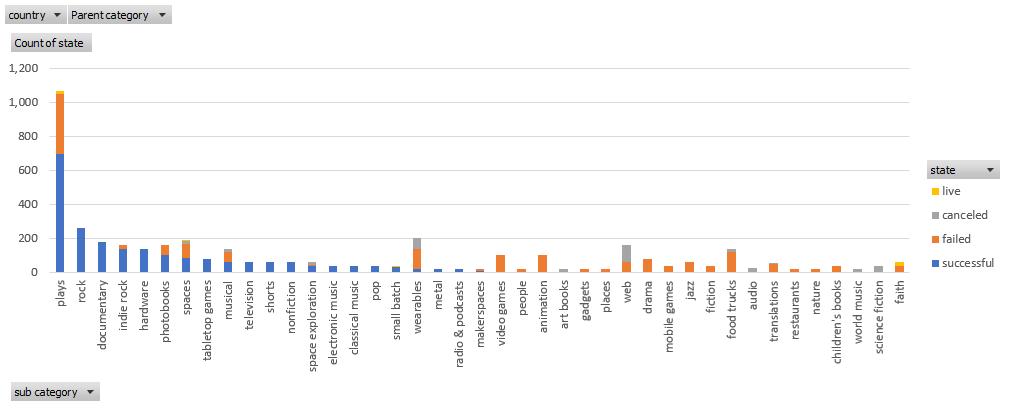 country Parent category
Count of state
1,200
1,000
800
600
400
200
0
plays
rock
documentary
indie rock
hardware
photobooks
spaces
tabletop games
musical
television
shorts
nonfiction
space exploration
electronic music
classical music
pop
small batch
wearables
metal
radio & podcasts
makerspaces
video games
people
animation
art books
gadgets
places
web
drama
mobile games
jazz
fiction
food trucks
audio
translations
restaurants
nature
children's books
world music
science fiction
faith
state
live
canceled
failed
successful
sub category